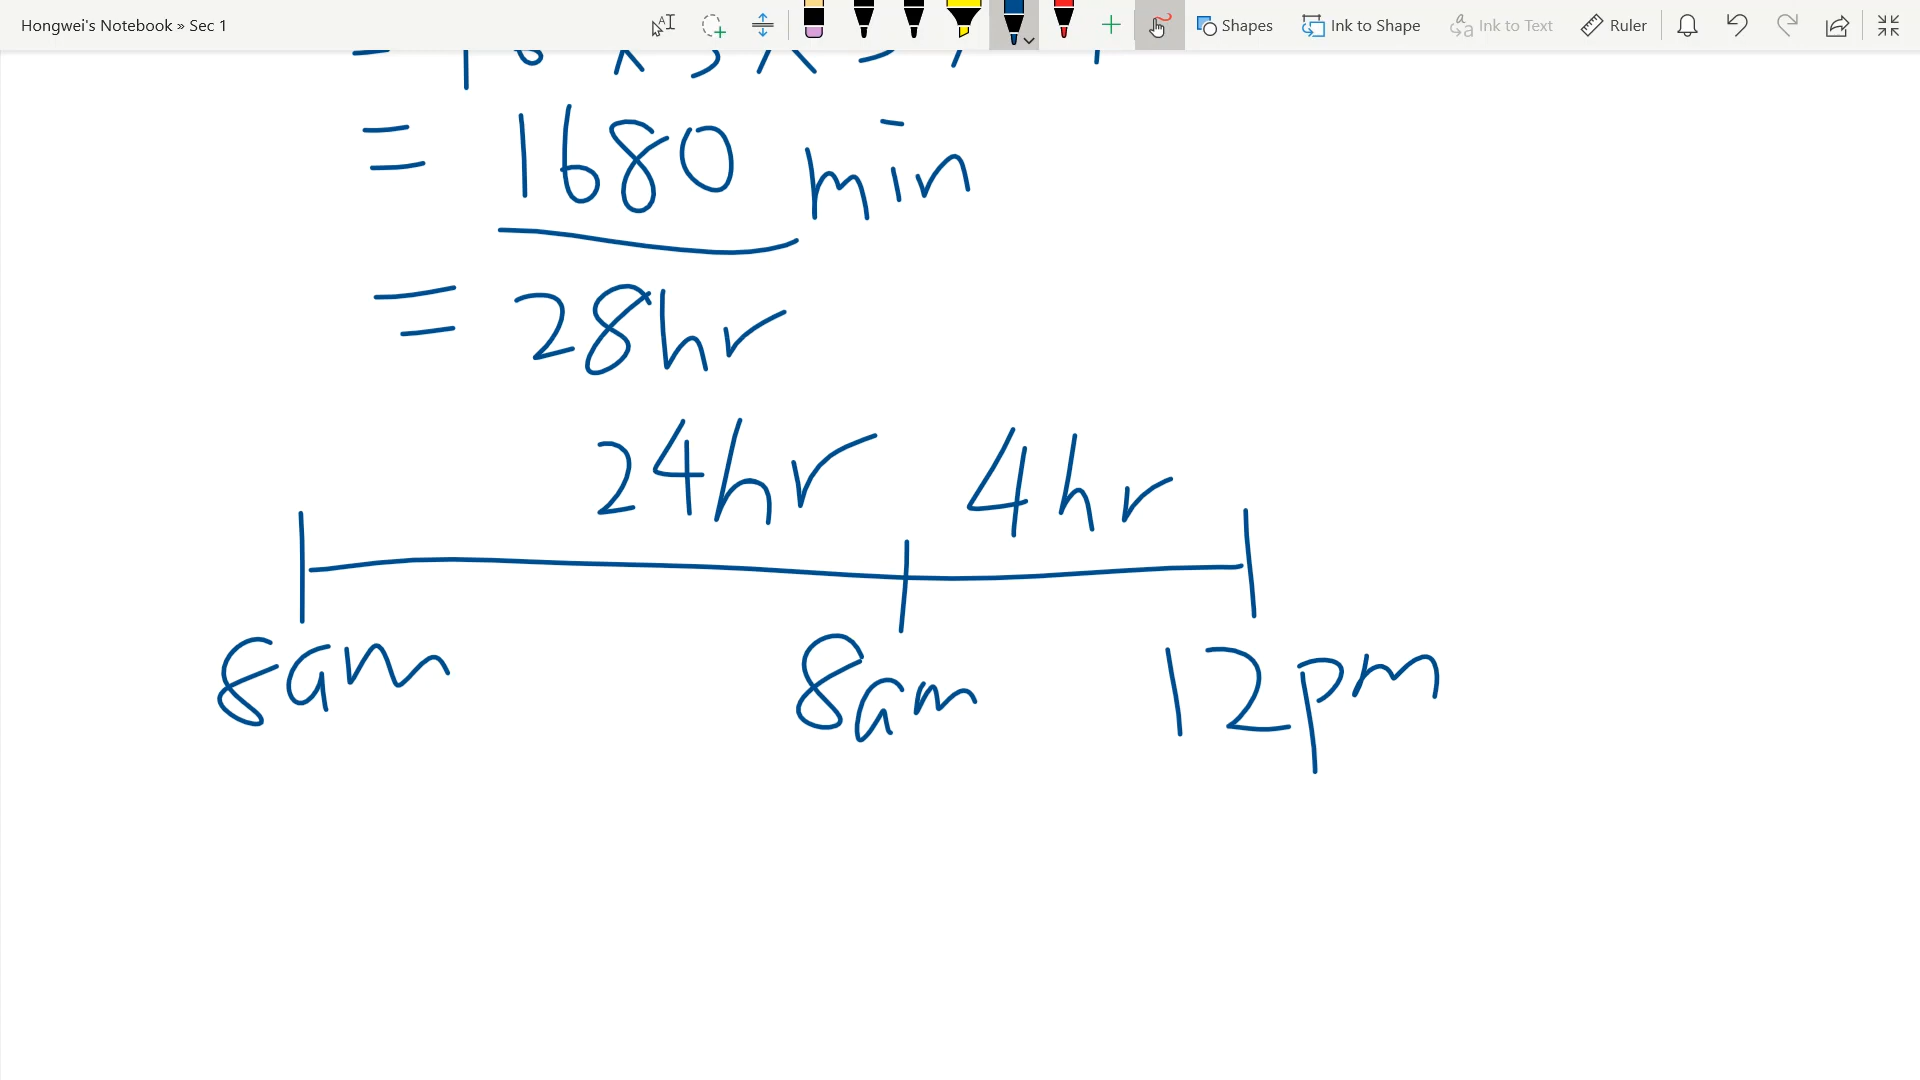 Hongwei's Notebook » Sec 1
Shapes Ink to Shape Ink to Text Ruler
= 1680 min
= 28hr
24hr 4hr
8am 8am 12pm